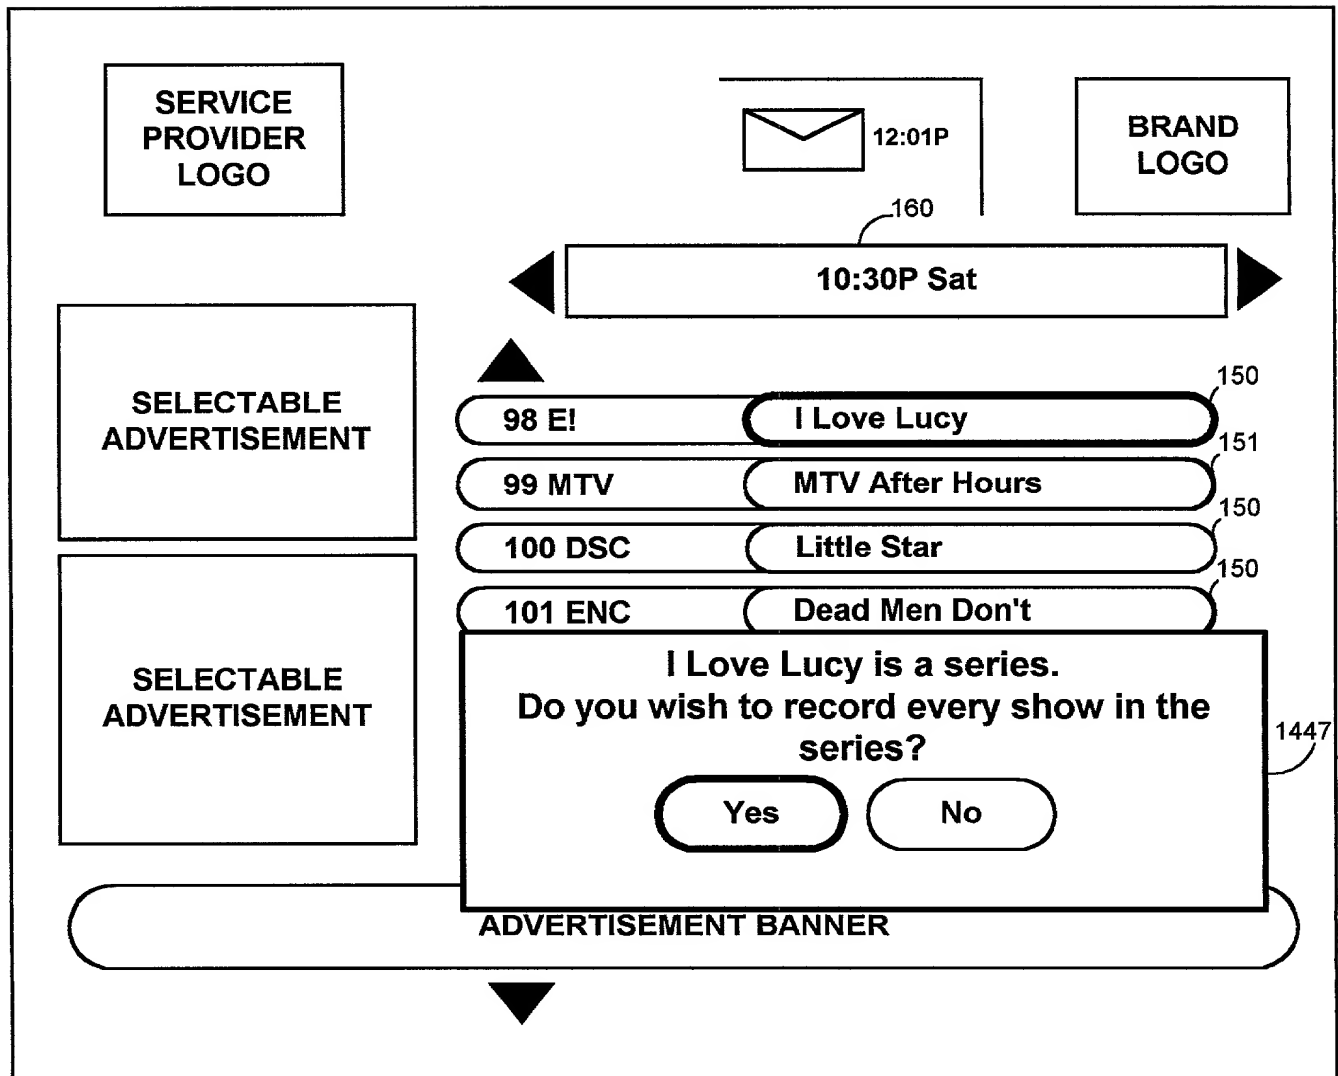 SERVICE
PROVIDER
LOGO
12:01P
BRAND
LOGO
160
10:30P Sat
SELECTABLE
ADVERTISEMENT
150
98 E! I Love Lucy
151
99 MTV MTV After Hours
150
100 DSC Little Star
150
101 ENC Dead Men Don't
SELECTABLE
ADVERTISEMENT
I Love Lucy is a series.
Do you wish to record every show in the
series?
1447
Yes No
ADVERTISEMENT BANNER